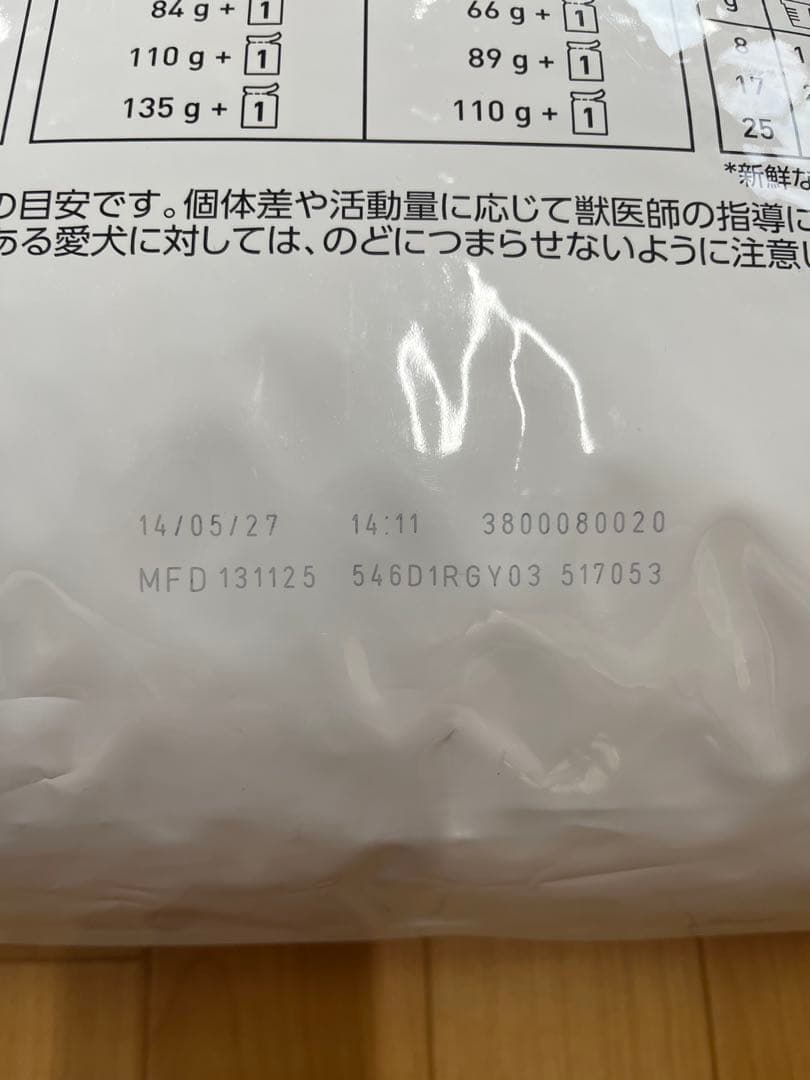 84 g + 1 66 g + 1 g
110 g + 1 89 g + 1 8 1
135 g + 1 110 g + 1 17
25
*新鮮な
の目安です。個体差や活動量に応じて獣医師の指導に
ある愛犬に対しては、のどにつまらせないように注意し
14/05/27 14:11 3800080020
MFD 131125 546D1RGY03 517053